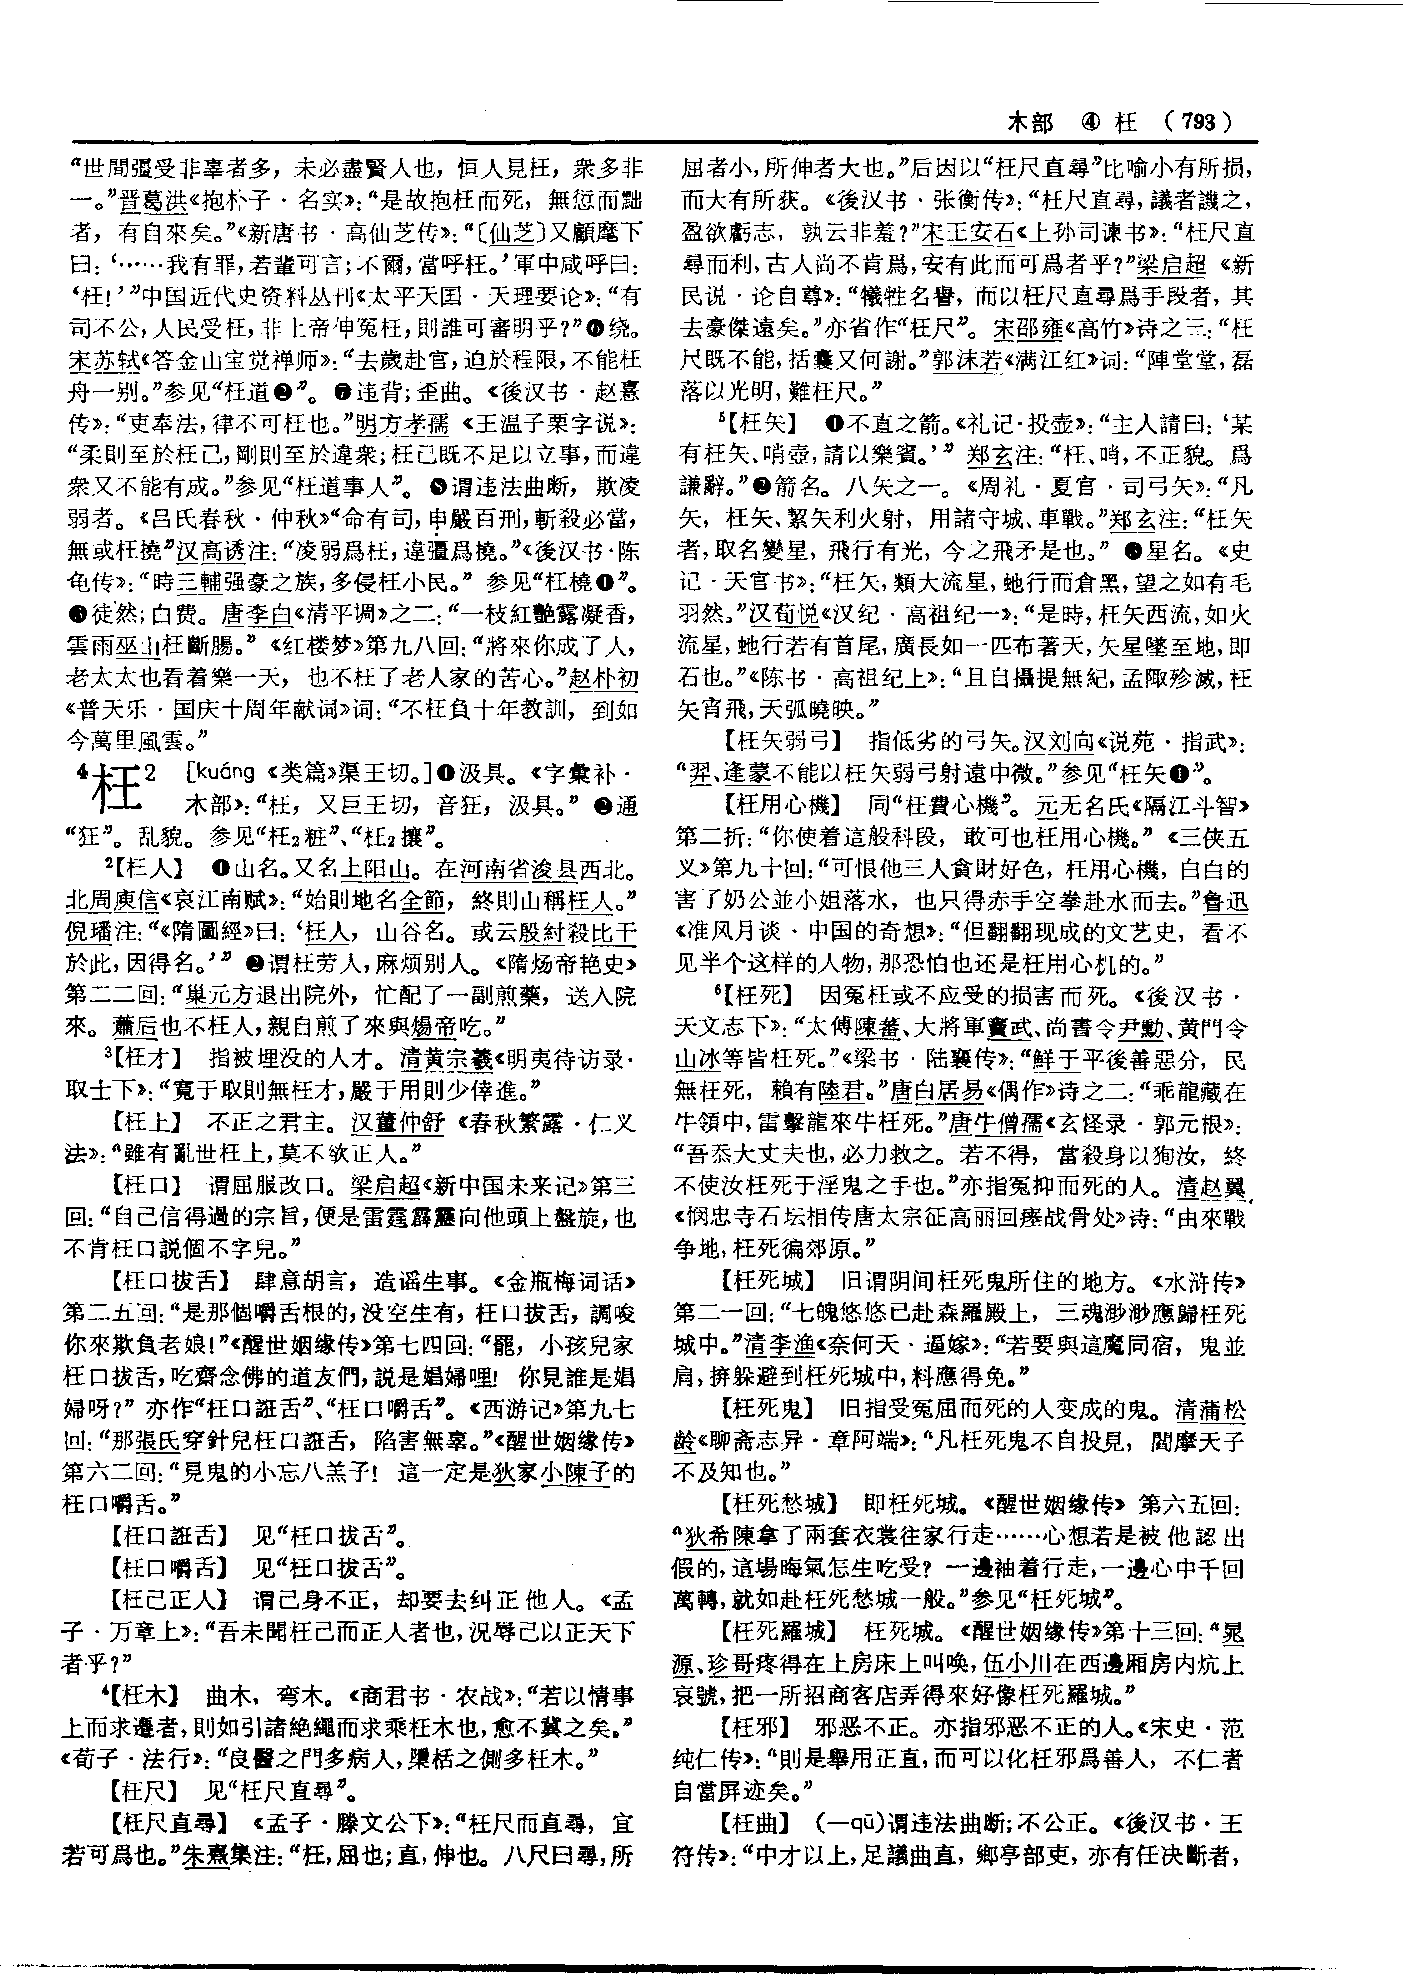 木部 ④ 枉 （793）
“世間彊受非辜者多，未必盡賢人也，恒人見枉，衆多非
一。”晋葛洪《抱朴子·名实》：“是故抱枉而死，無愆而黜
者，有自來矣。”《新唐书·高仙芝传》：“〔仙芝〕又顧麾下
曰：‘……我有罪，若輩可言；不爾，當呼枉。’軍中咸呼曰：
‘枉！’”中国近代史资料丛刊《太平天囯·天理要论》：“有
司不公，人民受枉，非上帝伸冤枉，則誰可審明乎？”❻绕。
宋苏轼《答金山宝觉禅师》：“去歲赴官，迫於程限，不能枉
舟一别。”参见“枉道❷”。❼违背；歪曲。《後汉书·赵憙
传》：“吏奉法，律不可枉也。”明方孝孺《王温子栗字说》：
“柔則至於枉己，剛則至於違衆；枉己既不足以立事，而違
衆又不能有成。”参见“枉道事人”。❽谓违法曲断，欺凌
弱者。《吕氏春秋·仲秋》“命有司，申嚴百刑，斬殺必當，
無或枉橈”汉高诱注：“凌弱爲枉，違彊爲橈。”《後汉书·陈
龟传》：“時三輔强豪之族，多侵枉小民。”参见“枉橈❶”。
❾徒然；白费。唐李白《清平调》之二：“一枝紅艷露凝香，
雲雨巫山枉斷腸。”《红楼梦》第九八回：“將來你成了人，
老太太也看着樂一天，也不枉了老人家的苦心。”赵朴初
《普天乐·国庆十周年献词》词：“不枉負十年教訓，到如
今萬里風雲。”
4枉2 ［kuáng《类篇》渠王切。］❶汲具。《字彙补·
木部》：“枉，又巨王切，音狂，汲具。”❷通
“狂”。乱貌。参见“枉2粧”、“枉2攘”。
2【枉人】 ❶山名。又名上阳山。在河南省浚县西北。
北周庾信《哀江南赋》：“始則地名全節，終則山稱枉人。”
倪璠注：“《隋圖經》曰：‘枉人，山谷名。或云殷紂殺比干
於此，因得名。’”❷谓枉劳人，麻烦别人。《隋炀帝艳史》
第二二回：“巢元方退出院外，忙配了一副煎藥，送入院
來。蕭后也不枉人，親自煎了來與煬帝吃。”
3【枉才】 指被埋没的人才。清黄宗羲《明夷待访录·
取士下》：“寬于取則無枉才，嚴于用則少倖進。”
【枉上】 不正之君主。汉董仲舒《春秋繁露·仁义
法》：“雖有亂世枉上，莫不欲正人。”
【枉口】 谓屈服改口。梁启超《新中国未来记》第三
回：“自己信得過的宗旨，便是雷霆霹靂向他頭上盤旋，也
不肯枉口説個不字兒。”
【枉口拔舌】 肆意胡言，造谣生事。《金瓶梅词话》
第二五回：“是那個嚼舌根的，没空生有，枉口拔舌，調唆
你來欺負老娘！”《醒世姻缘传》第七四回：“罷，小孩兒家
枉口拔舌，吃齋念佛的道友們，説是娼婦哩！你見誰是娼
婦呀？”亦作“枉口誑舌”、“枉口嚼舌”。《西游记》第九七
回：“那張氏穿針兒枉口誑舌，陷害無辜。”《醒世姻缘传》
第六二回：“見鬼的小忘八羔子！這一定是狄家小陳子的
枉口嚼舌。”
【枉口誑舌】 见“枉口拔舌”。
【枉口嚼舌】 见“枉口拔舌”。
【枉己正人】 谓己身不正，却要去纠正他人。《孟
子·万章上》：“吾未聞枉己而正人者也，況辱己以正天下
者乎？”
4【枉木】 曲木，弯木。《商君书·农战》：“若以情事
上而求遷者，則如引諸絶繩而求乘枉木也，愈不冀之矣。”
《荀子·法行》：“良醫之門多病人，檃栝之側多枉木。”
【枉尺】 见“枉尺直尋”。
【枉尺直尋】 《孟子·滕文公下》：“枉尺而直尋，宜
若可爲也。”朱熹集注：“枉，屈也；直，伸也。八尺曰尋，所
屈者小，所伸者大也。”后因以“枉尺直尋”比喻小有所损，
而大有所获。《後汉书·张衡传》：“枉尺直尋，議者譏之，
盈欲虧志，孰云非羞？”宋王安石《上孙司谏书》：“枉尺直
尋而利，古人尚不肯爲，安有此而可爲者乎？”梁启超《新
民说·论自尊》：“犧牲名譽，而以枉尺直尋爲手段者，其
去豪傑遠矣。”亦省作“枉尺”。宋邵雍《高竹》诗之三：“枉
尺既不能，括囊又何謝。”郭沫若《满江红》词：“陣堂堂，磊
落以光明，難枉尺。”
5【枉矢】 ❶不直之箭。《礼记·投壶》：“主人請曰：‘某
有枉矢、哨壺，請以樂賓。’”郑玄注：“枉、哨，不正貌。爲
謙辭。”❷箭名。八矢之一。《周礼·夏官·司弓矢》：“凡
矢，枉矢、絜矢利火射，用諸守城、車戰。”郑玄注：“枉矢
者，取名變星，飛行有光，今之飛矛是也。”❸星名。《史
记·天官书》：“枉矢，類大流星，虵行而倉黑，望之如有毛
羽然。”汉荀悦《汉纪·高祖纪一》：“是時，枉矢西流，如火
流星，虵行若有首尾，廣長如一匹布著天，矢星墜至地，即
石也。”《陈书·高祖纪上》：“且自攝提無紀，孟陬殄滅，枉
矢宵飛，天弧曉映。”
【枉矢弱弓】 指低劣的弓矢。汉刘向《说苑·指武》：
“羿、逢蒙不能以枉矢弱弓射遠中微。”参见“枉矢❶”。
【枉用心機】 同“枉費心機”。元无名氏《隔江斗智》
第二折：“你使着這般科段，敢可也枉用心機。”《三侠五
义》第九十回：“可恨他三人貪財好色，枉用心機，白白的
害了奶公並小姐落水，也只得赤手空拳赴水而去。”鲁迅
《准风月谈·中国的奇想》：“但翻翻现成的文艺史，看不
见半个这样的人物，那恐怕也还是枉用心机的。”
6【枉死】 因冤枉或不应受的损害而死。《後汉书·
天文志下》：“太傅陳蕃、大將軍竇武、尚書令尹勳、黄門令
山冰等皆枉死。”《梁书·陆襄传》：“鮮于平後善惡分，民
無枉死，賴有陸君。”唐白居易《偶作》诗之二：“乖龍藏在
牛領中，雷擊龍來牛枉死。”唐牛僧孺《玄怪录·郭元振》：
“吾忝大丈夫也，必力救之。若不得，當殺身以狥汝，終
不使汝枉死于淫鬼之手也。”亦指冤抑而死的人。清赵翼
《悯忠寺石坛相传唐太宗征高丽回瘗战骨处》诗：“由來戰
争地，枉死徧郊原。”
【枉死城】 旧谓阴间枉死鬼所住的地方。《水浒传》
第二一回：“七魄悠悠已赴森羅殿上，三魂渺渺應歸枉死
城中。”清李渔《奈何天·逼嫁》：“若要與這魔同宿，鬼並
肩，拚躲避到枉死城中，料應得免。”
【枉死鬼】 旧指受冤屈而死的人变成的鬼。清蒲松
龄《聊斋志异·章阿端》：“凡枉死鬼不自投見，閻摩天子
不及知也。”
【枉死愁城】 即枉死城。《醒世姻缘传》第六五回：
“狄希陳拿了兩套衣裳往家行走……心想若是被他認出
假的，這場晦氣怎生吃受？一邊袖着行走，一邊心中千回
萬轉，就如赴枉死愁城一般。”参见“枉死城”。
【枉死羅城】 枉死城。《醒世姻缘传》第十三回：“晁
源、珍哥疼得在上房床上叫唤，伍小川在西邊厢房内炕上
哀號，把一所招商客店弄得來好像枉死羅城。”
【枉邪】 邪恶不正。亦指邪恶不正的人。《宋史·范
纯仁传》：“則是舉用正直，而可以化枉邪爲善人，不仁者
自當屏迹矣。”
【枉曲】 （—qū）谓违法曲断；不公正。《後汉书·王
符传》：“中才以上，足議曲直，鄉亭部吏，亦有任決斷者，